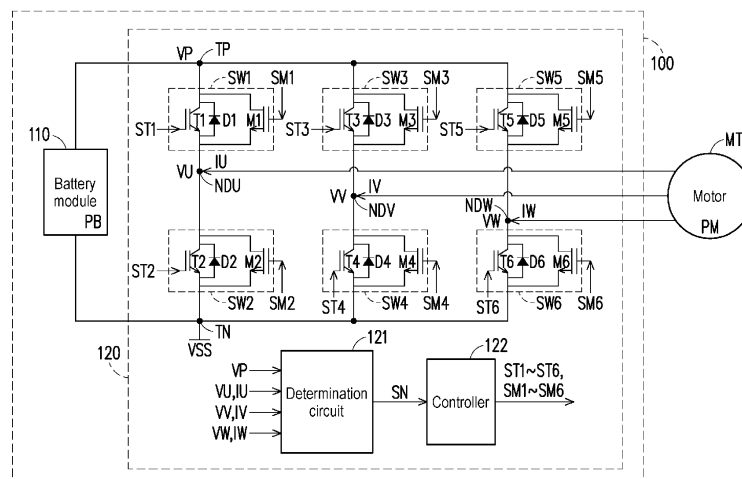 VP TP
SW1 SM1 SW3 SM3 SW5 SM5
100
ST1 T1 D1 M1 ST3 T3 D3 M3 ST5 T5 D5 M5
110
Battery
module
PB
MT
Motor
PM
VU IU
NDU
VV IV
NDV
NDW
VW IW
ST2 T2 D2 M2 ST4 T4 D4 M4 ST6 T6 D6 M6
SW2 SM2 SW4 SM4 SW6 SM6
TN
VSS
120
121
122
VP
VU,IU
VV,IV
VW,IW
Determination
circuit
SN
Controller
ST1~ST6,
SM1~SM6